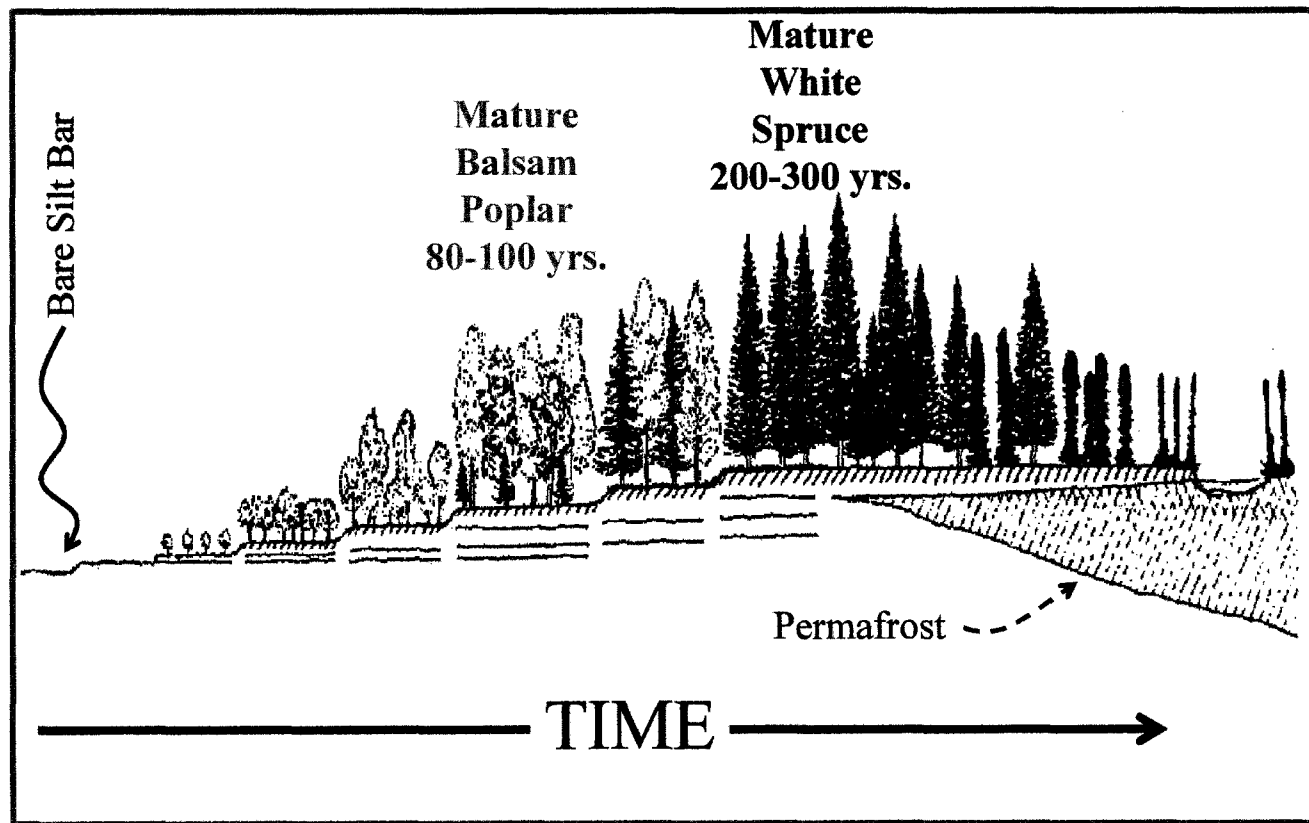 Bare Silt Bar
Mature
Balsam
Poplar
80-100 yrs.
Mature
White
Spruce
200-300 yrs.
Permafrost
TIME